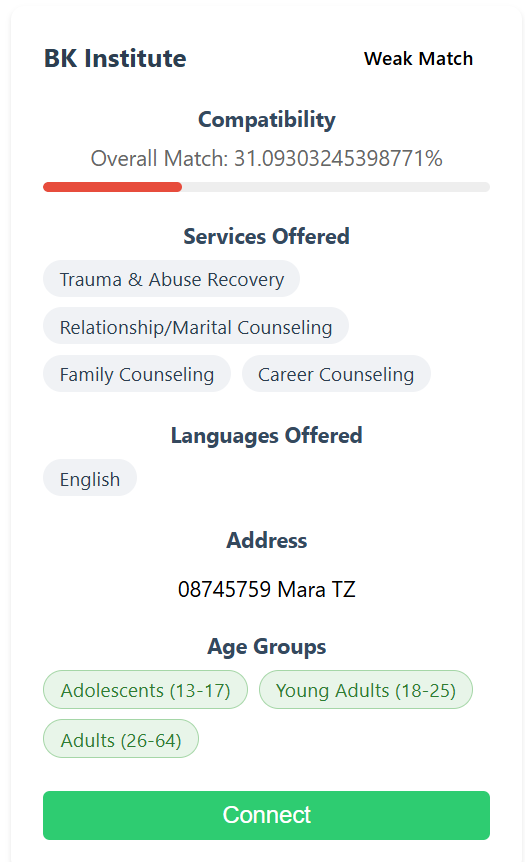 BK Institute
Weak Match
Compatibility
Overall Match: 31.09303245398771%
Services Offered
Trauma & Abuse Recovery
Relationship/Marital Counseling
Family Counseling
Career Counseling
Languages Offered
English
Address
08745759 Mara TZ
Age Groups
Adolescents (13-17)
Young Adults (18-25)
Adults (26-64)
Connect